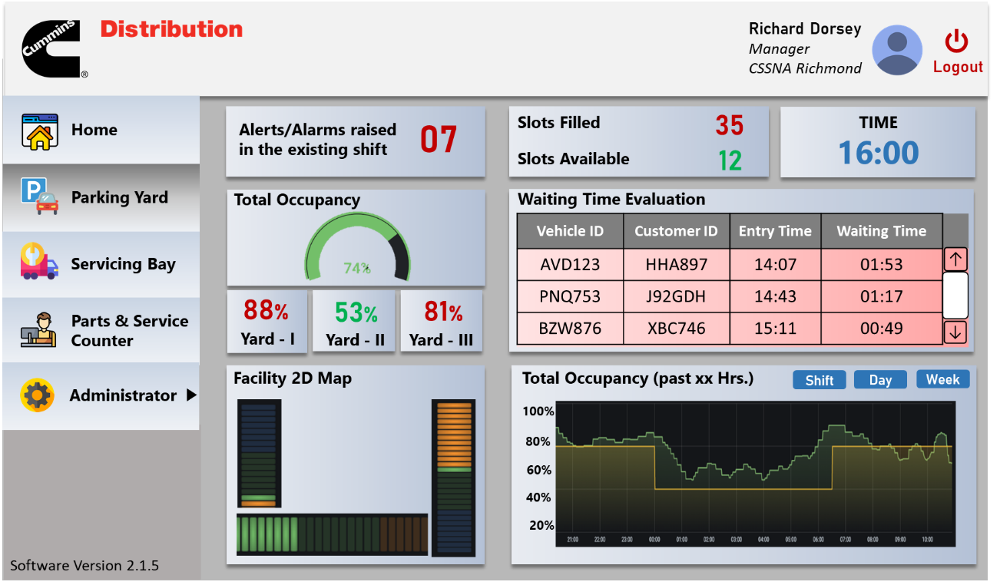 Cummins
®
Distribution
Richard Dorsey
Manager
CSSNA Richmond
Logout
Home
Parking Yard
Servicing Bay
Parts & Service
Counter
Administrator
Software Version 2.1.5
Alerts/Alarms raised
in the existing shift
07
Slots Filled 35
Slots Available 12
TIME
16:00
Total Occupancy
74%
88%
Yard - I
53%
Yard - II
81%
Yard - III
Waiting Time Evaluation
Vehicle ID Customer ID Entry Time Waiting Time
AVD123 HHA897 14:07 01:53
PNQ753 J92GDH 14:43 01:17
BZW876 XBC746 15:11 00:49
Facility 2D Map
Total Occupancy (past xx Hrs.) Shift Day Week
100%
80%
60%
40%
20%
21:00 22:00 23:00 00:00 01:00 02:00 03:00 04:00 05:00 06:00 07:00 08:00 09:00 10:00